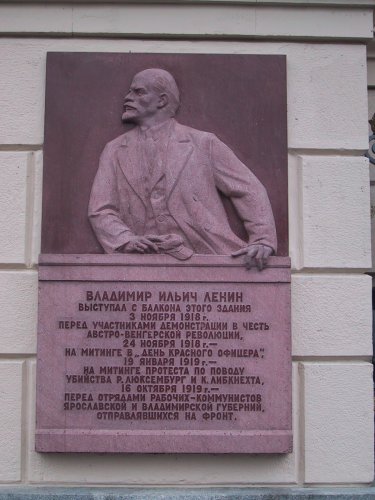 ВЛАДИМИР ИЛЬИЧ ЛЕНИН
ВЫСТУПАЛ С БАЛКОНА ЭТОГО ЗДАНИЯ
3 НОЯБРЯ 1918 г.
ПЕРЕД УЧАСТНИКАМИ ДЕМОНСТРАЦИИ В ЧЕСТЬ
АВСТРО-ВЕНГЕРСКОЙ РЕВОЛЮЦИИ,
24 НОЯБРЯ 1918 г.—
НА МИТИНГЕ В „ДЕНЬ КРАСНОГО ОФИЦЕРА",
19 ЯНВАРЯ 1919 г.—
НА МИТИНГЕ ПРОТЕСТА ПО ПОВОДУ
УБИЙСТВА Р. ЛЮКСЕМБУРГ И К. ЛИБКНЕХТА,
16 ОКТЯБРЯ 1919 г.—
ПЕРЕД ОТРЯДАМИ РАБОЧИХ-КОММУНИСТОВ
ЯРОСЛАВСКОЙ И ВЛАДИМИРСКОЙ ГУБЕРНИЙ,
ОТПРАВЛЯВШИХСЯ НА ФРОНТ.